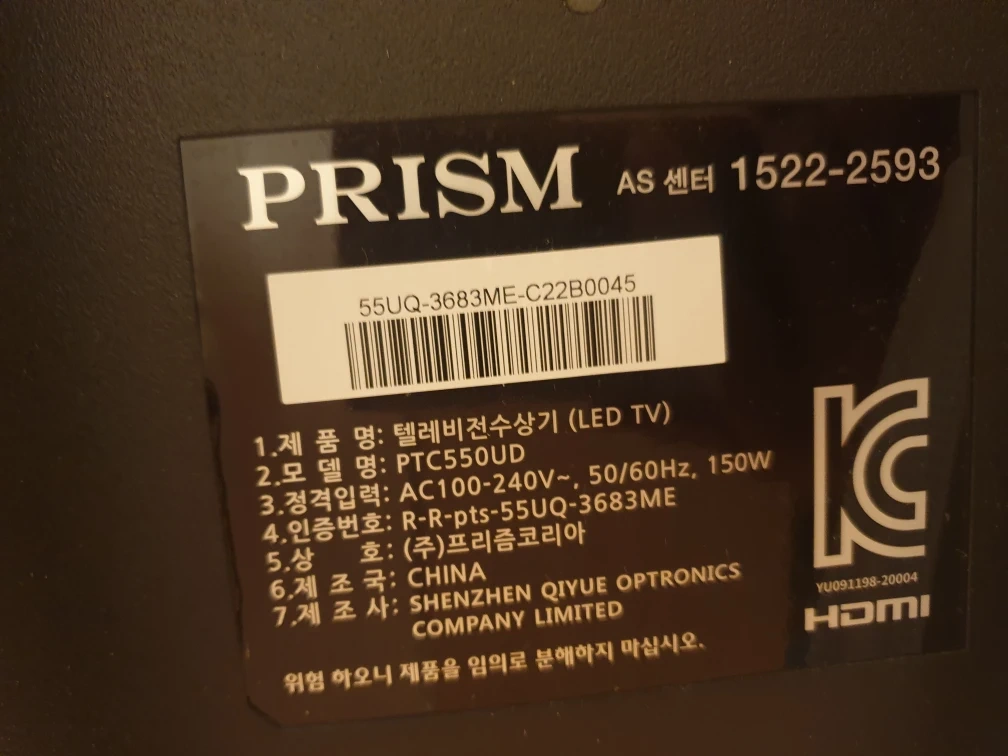 PRISM AS 센터 1522-2593
55UQ-3683ME-C22B0045
1.제 품 명: 텔레비전수상기 (LED TV)
2.모 델 명: PTC550UD
3.정격입력: AC100-240V~, 50/60Hz, 150W
4.인증번호: R-R-pts-55UQ-3683ME
5.상 호: (주)프리즘코리아
6.제 조 국: CHINA
7.제 조 사: SHENZHEN QIYUE OPTRONICS
COMPANY LIMITED
위험 하오니 제품을 임의로 분해하지 마십시오.
KC
YU091198-20004
HDMI